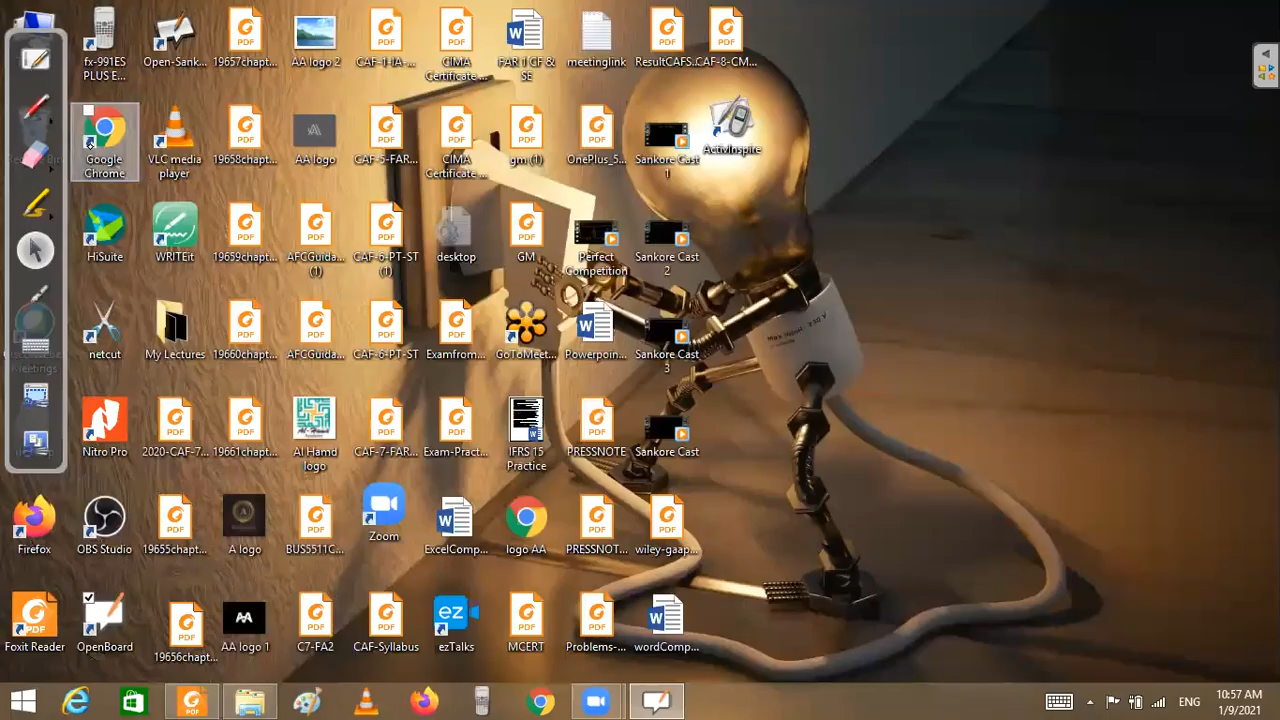 fx-991ES
PLUS E...
Open-Sank...
19657chapt...
AA logo 2
CAF-1-IA-...
CIMA
Certificate ...
FAR 1 CF &
SE
meetinglink
ResultCAFS...
CAF-8-CM...
Google
Chrome
VLC media
player
19658chapt...
AA logo
CAF-5-FAR...
CIMA
Certificate ...
gm (1)
OnePlus_5...
Sankore Cast
1
ActivInspire
HiSuite
WRITEit
19659chapt...
AFCGuida...
(1)
CAF-6-PT-ST
(1)
desktop
GM
Perfect
Competition
Sankore Cast
2
Meetings
netcut
My Lectures
19660chapt...
AFCGuida...
CAF-6-PT-ST
Examfrom...
GoToMeet...
Powerpoin...
Sankore Cast
3
Nitro Pro
2020-CAF-7...
19661chapt...
Al Hamd
logo
CAF-7-FAR...
Exam-Pract...
IFRS 15
Practice
PRESSNOTE
Sankore Cast
Firefox
OBS Studio
19655chapt...
A logo
BUS5511C...
Zoom
ExcelComp...
logo AA
PRESSNOT...
wiley-gaap...
Foxit Reader
OpenBoard
19656chapt...
AA logo 1
C7-FA2
CAF-Syllabus
ezTalks
MCERT
Problems-...
wordComp...
ENG
10:57 AM
1/9/2021